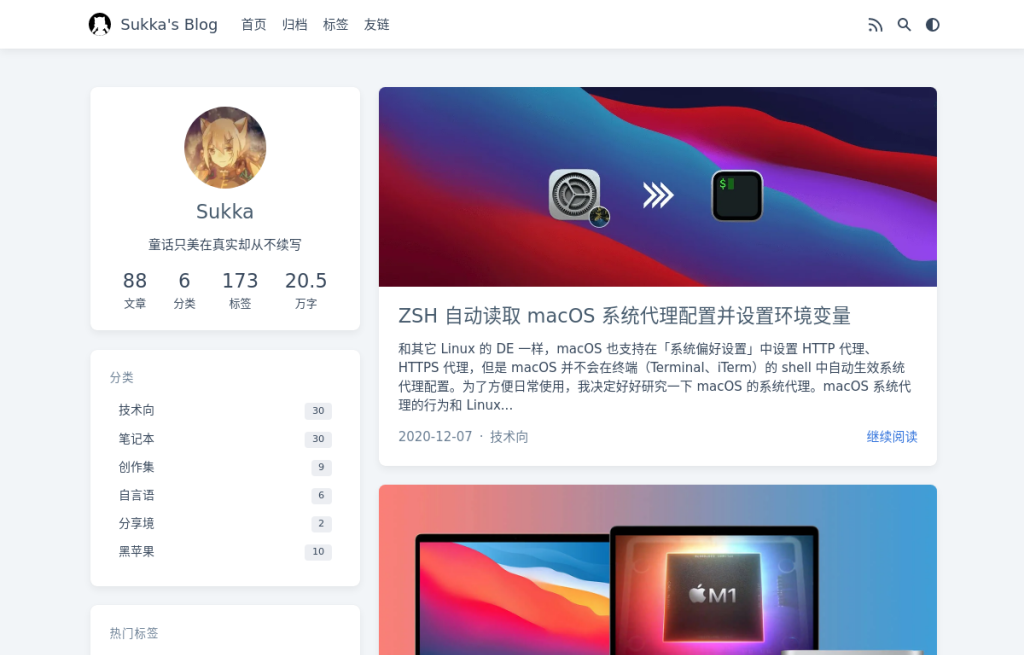 Sukka's Blog 首页 归档 标签 友链
Sukka
童话只美在真实却从不续写
88 6 173 20.5
文章 分类 标签 万字
分类
技术向 30
笔记本 30
创作集 9
自言语 6
分享境 2
黑苹果 10
热门标签
$
ZSH 自动读取 macOS 系统代理配置并设置环境变量
和其它 Linux 的 DE 一样，macOS 也支持在「系统偏好设置」中设置 HTTP 代理、
HTTPS 代理，但是 macOS 并不会在终端（Terminal、iTerm）的 shell 中自动生效系统
代理配置。为了方便日常使用，我决定好好研究一下 macOS 的系统代理。macOS 系统代
理的行为和 Linux...
2020-12-07 · 技术向 继续阅读
M1